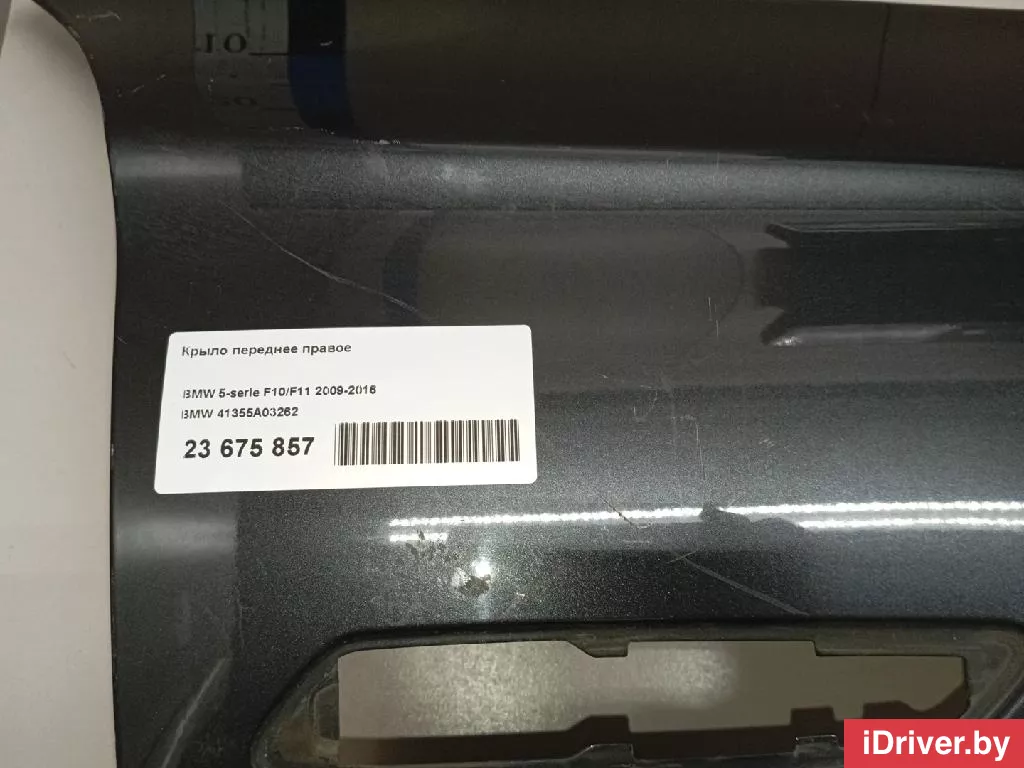 Крыло переднее правое
BMW 5-serie F10/F11 2009-2016
BMW 41355A03262
23 675 857
iDriver.by